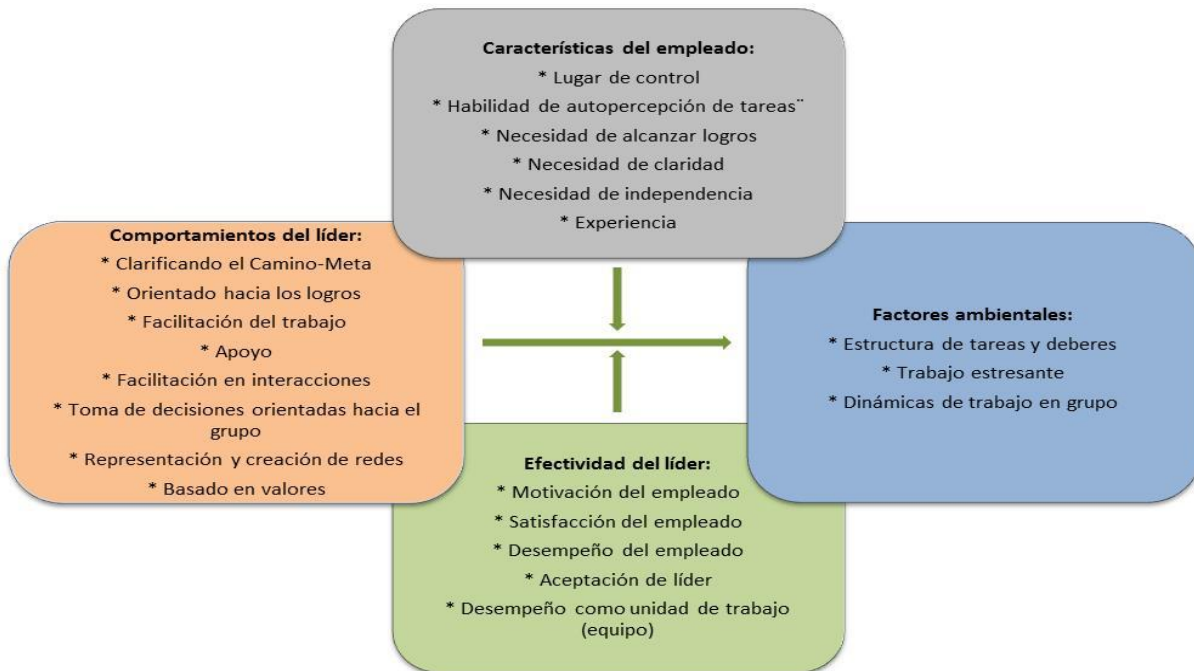 Características del empleado:
* Lugar de control
* Habilidad de autopercepción de tareas¨
* Necesidad de alcanzar logros
* Necesidad de claridad
* Necesidad de independencia
* Experiencia
Comportamientos del líder:
* Clarificando el Camino-Meta
* Orientado hacia los logros
* Facilitación del trabajo
* Apoyo
* Facilitación en interacciones
* Toma de decisiones orientadas hacia el
grupo
* Representación y creación de redes
* Basado en valores
Factores ambientales:
* Estructura de tareas y deberes
* Trabajo estresante
* Dinámicas de trabajo en grupo
Efectividad del líder:
* Motivación del empleado
* Satisfacción del empleado
* Desempeño del empleado
* Aceptación de líder
* Desempeño como unidad de trabajo
(equipo)